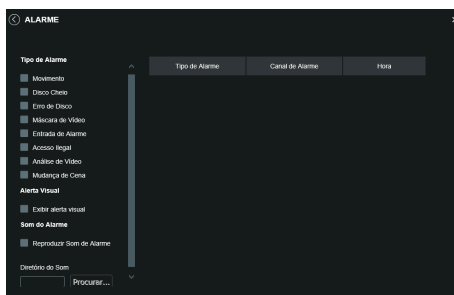 ALARME
Tipo de Alarme
Movimento
Disco Cheio
Erro de Disco
Máscara de Vídeo
Entrada de Alarme
Acesso Ilegal
Análise de Vídeo
Mudança de Cena
Alerta Visual
Exibir alerta visual
Som do Alarme
Reproduzir Som de Alarme
Diretório do Som
Procurar...
Tipo de Alarme Canal de Alarme Hora